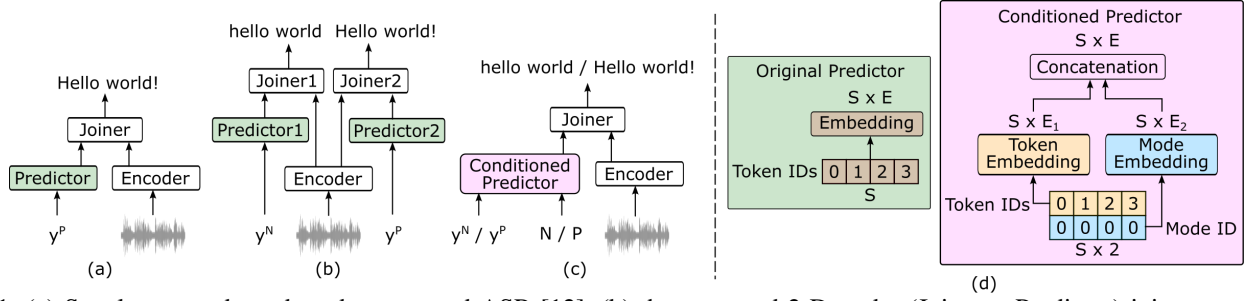 Hello world!
Joiner
Predictor
Encoder
y^P
(a)
hello world
Hello world!
Joiner1
Joiner2
Predictor1
Predictor2
Encoder
y^N
y^P
(b)
hello world / Hello world!
Joiner
Conditioned
Predictor
Encoder
y^N / y^P
N / P
(c)
Original Predictor
S x E
Embedding
Token IDs
0 1 2 3
S
Conditioned Predictor
S x E
Concatenation
S x E₁
S x E₂
Token
Embedding
Mode
Embedding
Token IDs
0 1 2 3
0 0 0 0
Mode ID
S x 2
(d)